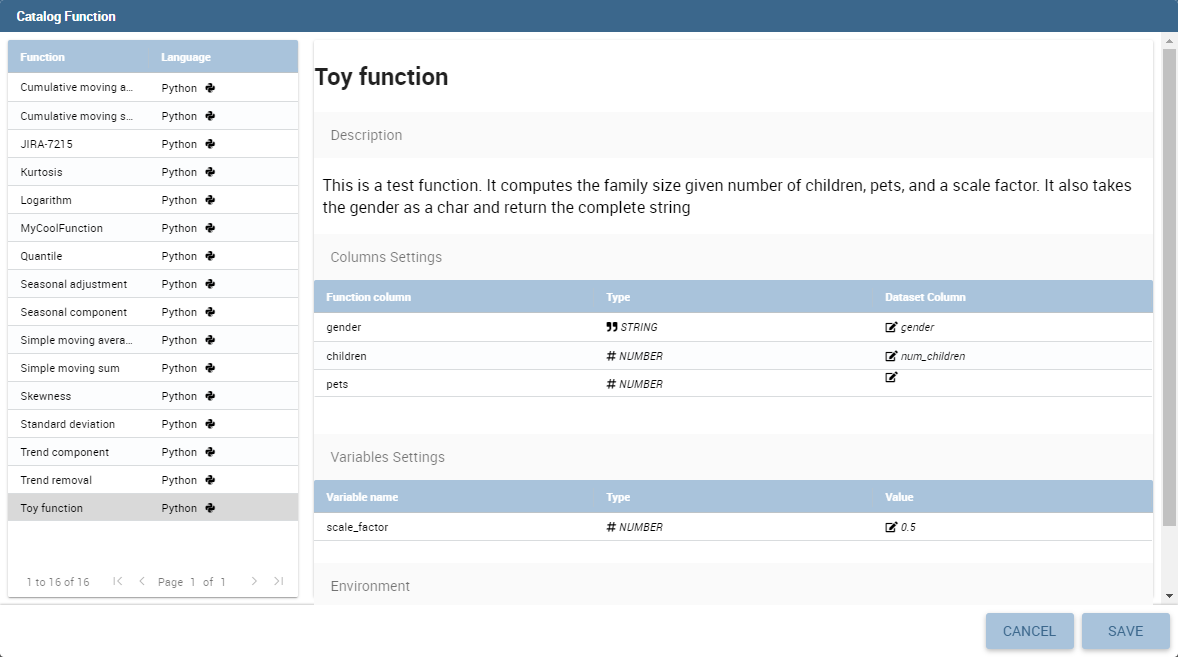 Catalog Function
Function Language
Cumulative moving a... Python
Cumulative moving s... Python
JIRA-7215 Python
Kurtosis Python
Logarithm Python
MyCoolFunction Python
Quantile Python
Seasonal adjustment Python
Seasonal component Python
Simple moving avera... Python
Simple moving sum Python
Skewness Python
Standard deviation Python
Trend component Python
Trend removal Python
Toy function Python
1 to 16 of 16 Page 1 of 1
Toy function
Description
This is a test function. It computes the family size given number of children, pets, and a scale factor. It also takes
the gender as a char and return the complete string
Columns Settings
Function column Type Dataset Column
gender STRING gender
children # NUMBER num_children
pets # NUMBER
Variables Settings
Variable name Type Value
scale_factor # NUMBER 0.5
Environment
CANCEL SAVE